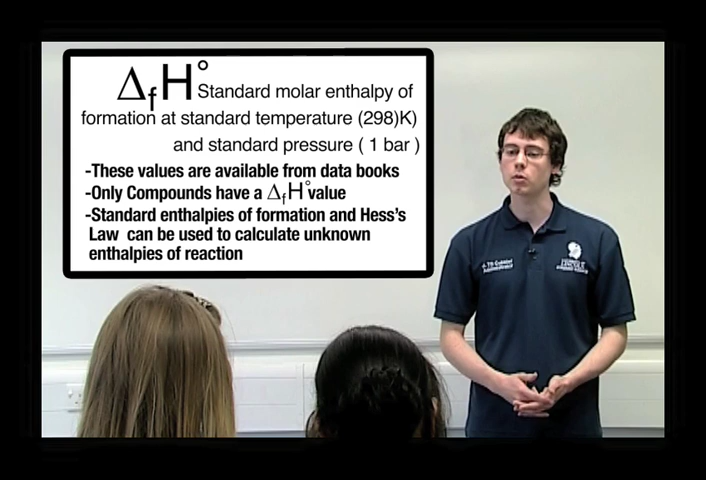 ΔfH° Standard molar enthalpy of
formation at standard temperature (298)K)
and standard pressure ( 1 bar )
-These values are available from data books
-Only Compounds have a ΔfH° value
-Standard enthalpies of formation and Hess's
Law can be used to calculate unknown
enthalpies of reaction
LINCOLN